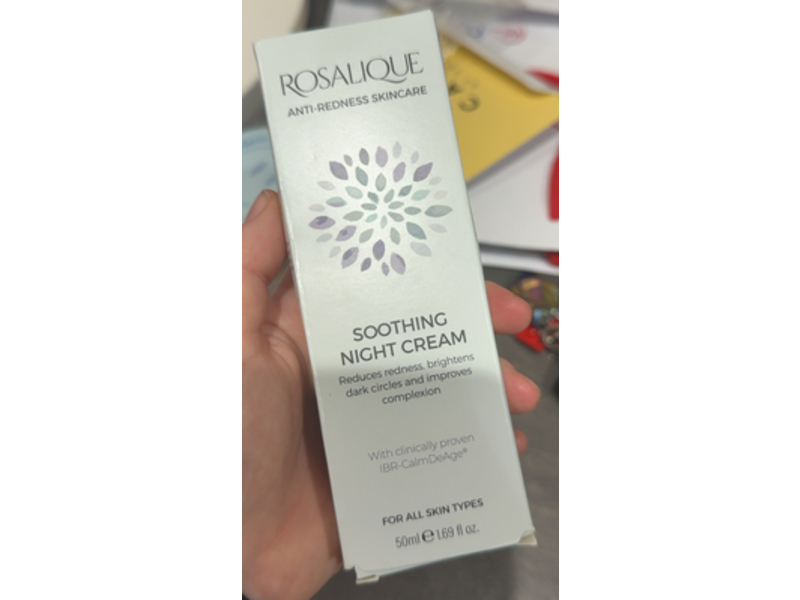 ROSALIQUE
ANTI-REDNESS SKINCARE
SOOTHING
NIGHT CREAM
Reduces redness, brightens
dark circles and improves
complexion
With clinically proven
IBR-CalmDeAge®
FOR ALL SKIN TYPES
50ml ℮ 1.69 fl oz.